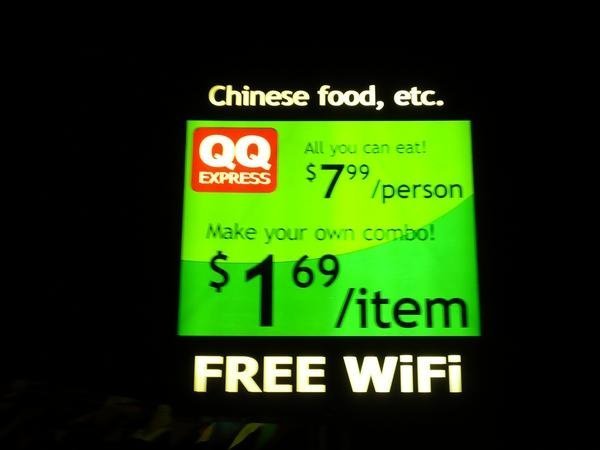 Chinese food, etc.
QQ
EXPRESS
All you can eat!
$7.99/person
Make your own combo!
$1.69/item
FREE WiFi